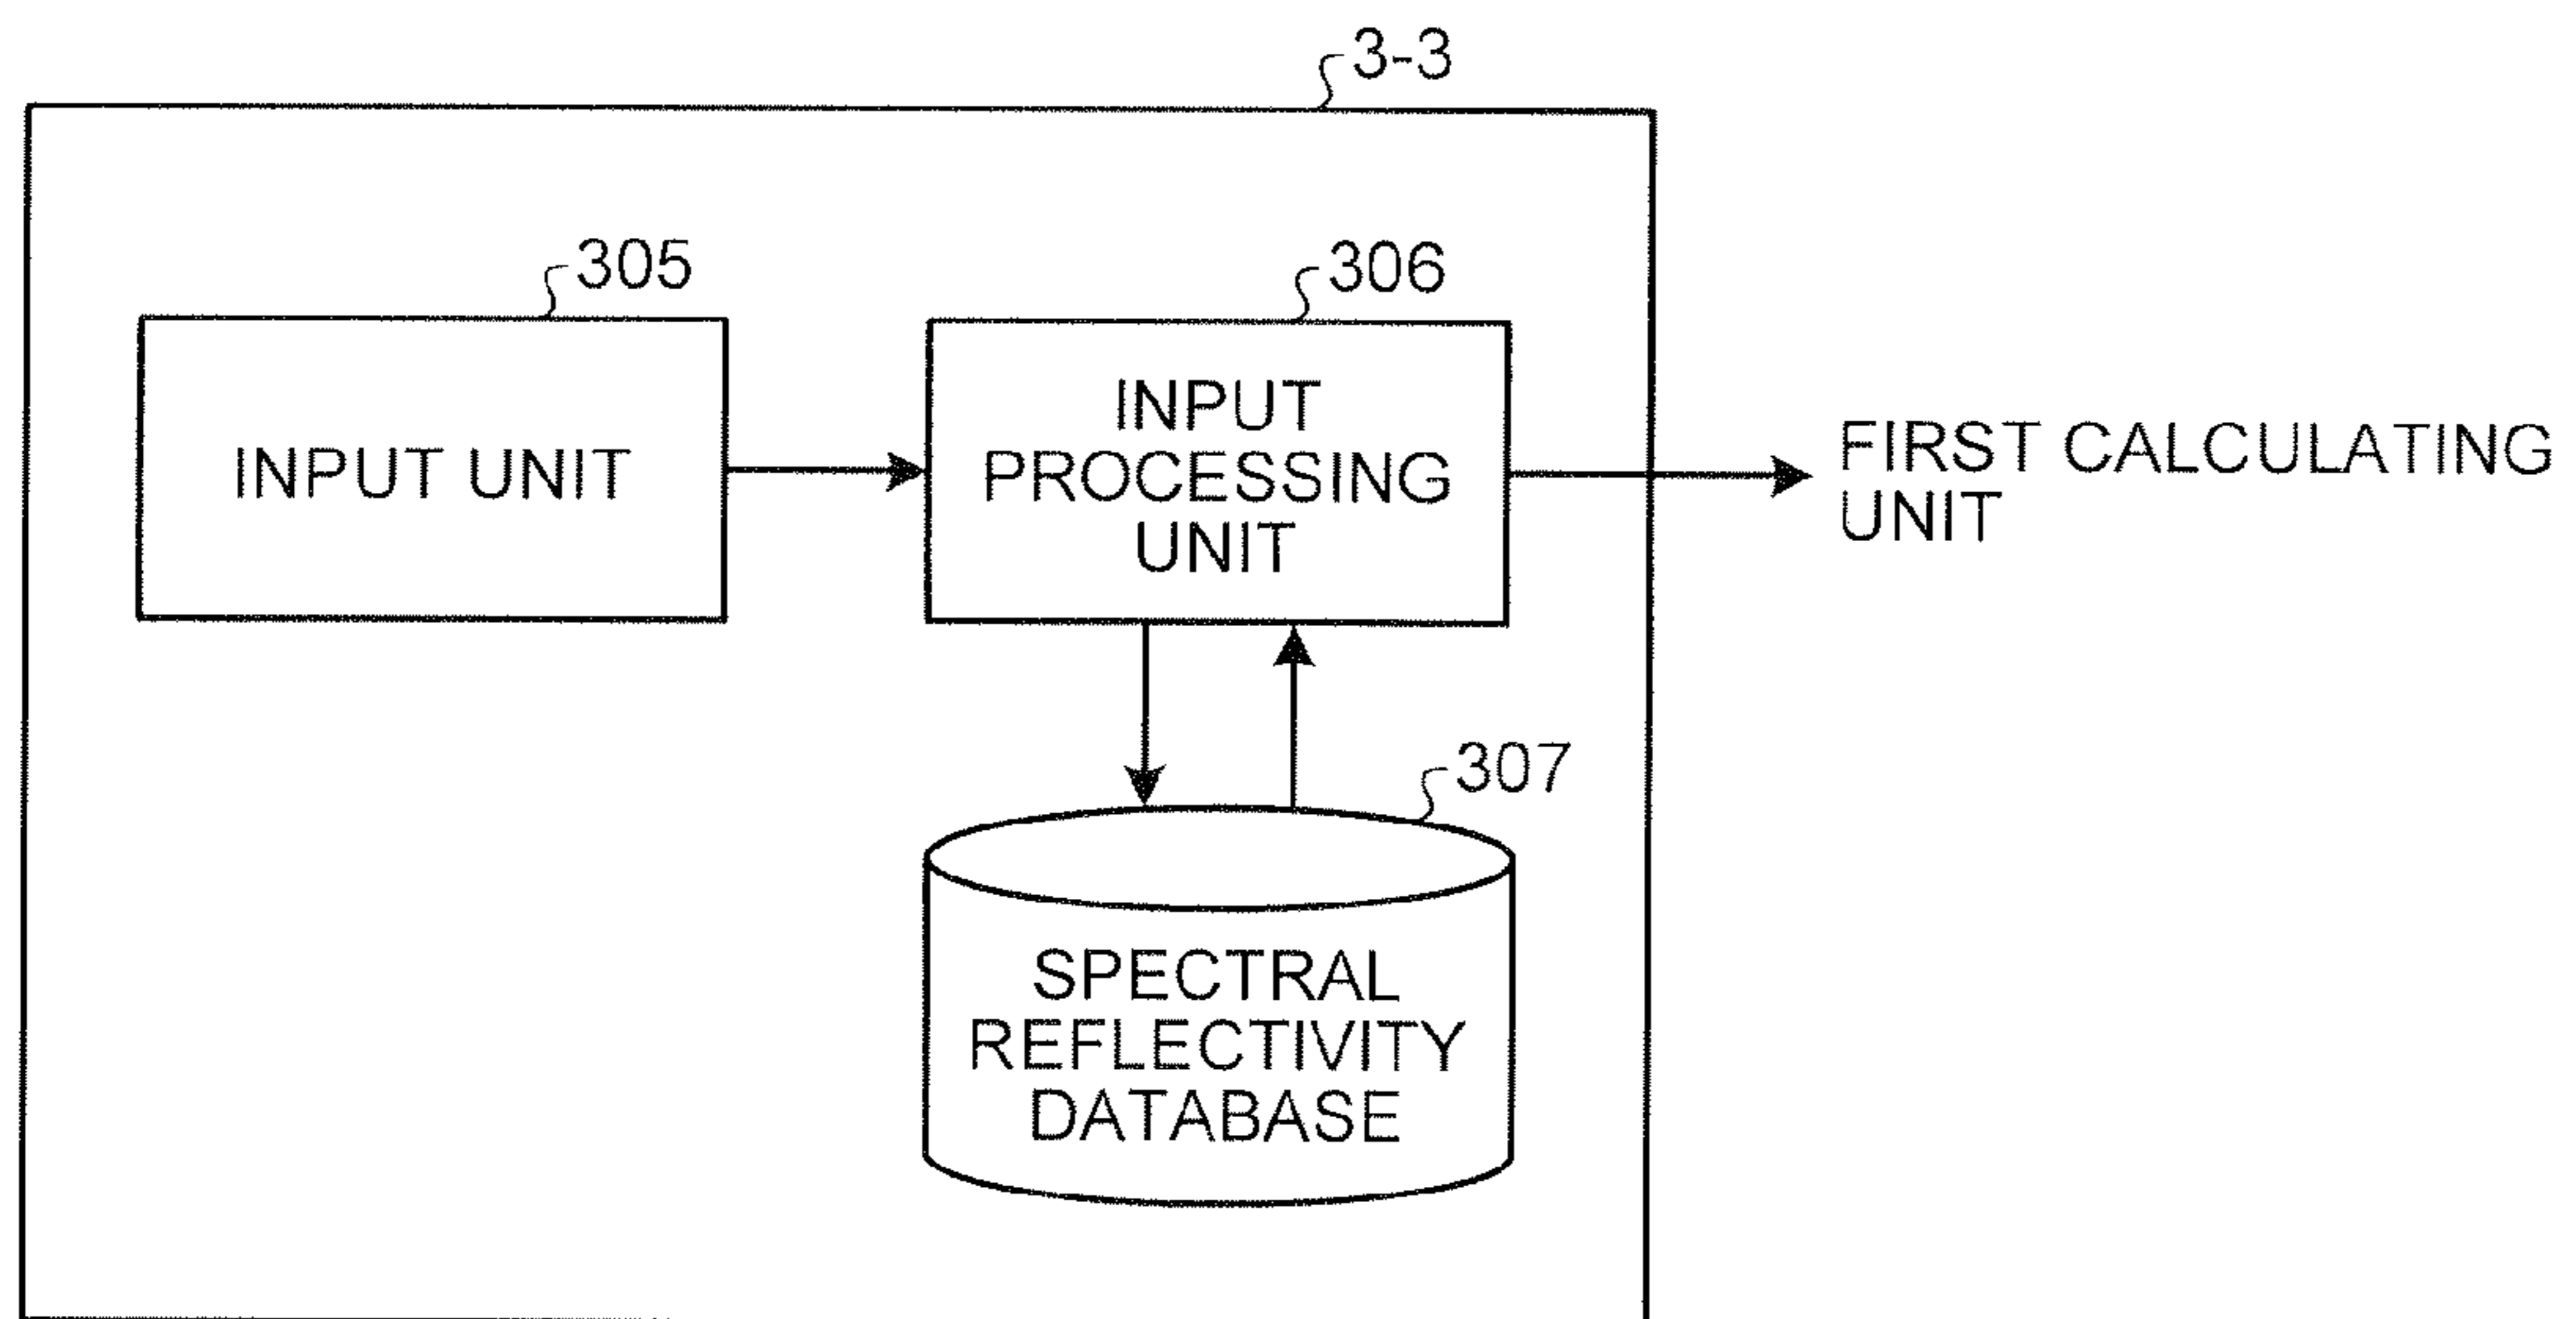 3-3
305
306
INPUT UNIT
INPUT
PROCESSING
UNIT
FIRST CALCULATING
UNIT
307
SPECTRAL
REFLECTIVITY
DATABASE